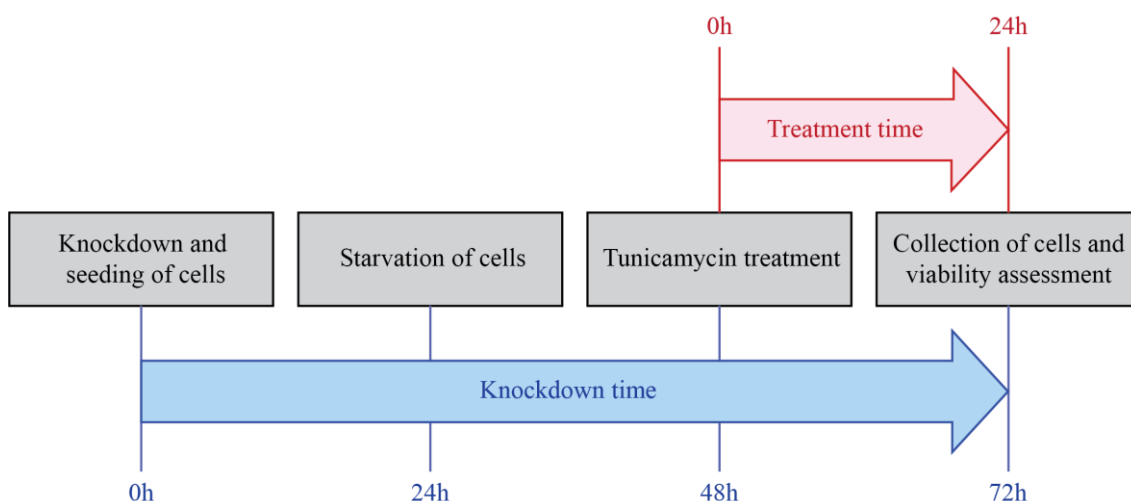 0h
24h
Treatment time
Knockdown and
seeding of cells
Starvation of cells
Tunicamycin treatment
Collection of cells and
viability assessment
Knockdown time
0h
24h
48h
72h